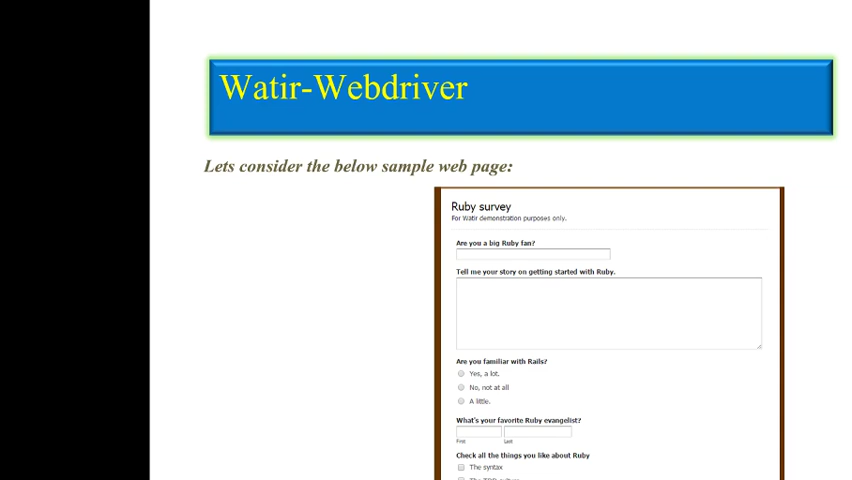 Watir-Webdriver
Lets consider the below sample web page:
Ruby survey
For Watir demonstration purposes only.
Are you a big Ruby fan?
Tell me your story on getting started with Ruby.
Are you familiar with Rails?
Yes, a lot.
No, not at all
A little.
What's your favorite Ruby evangelist?
First Last
Check all the things you like about Ruby
The syntax